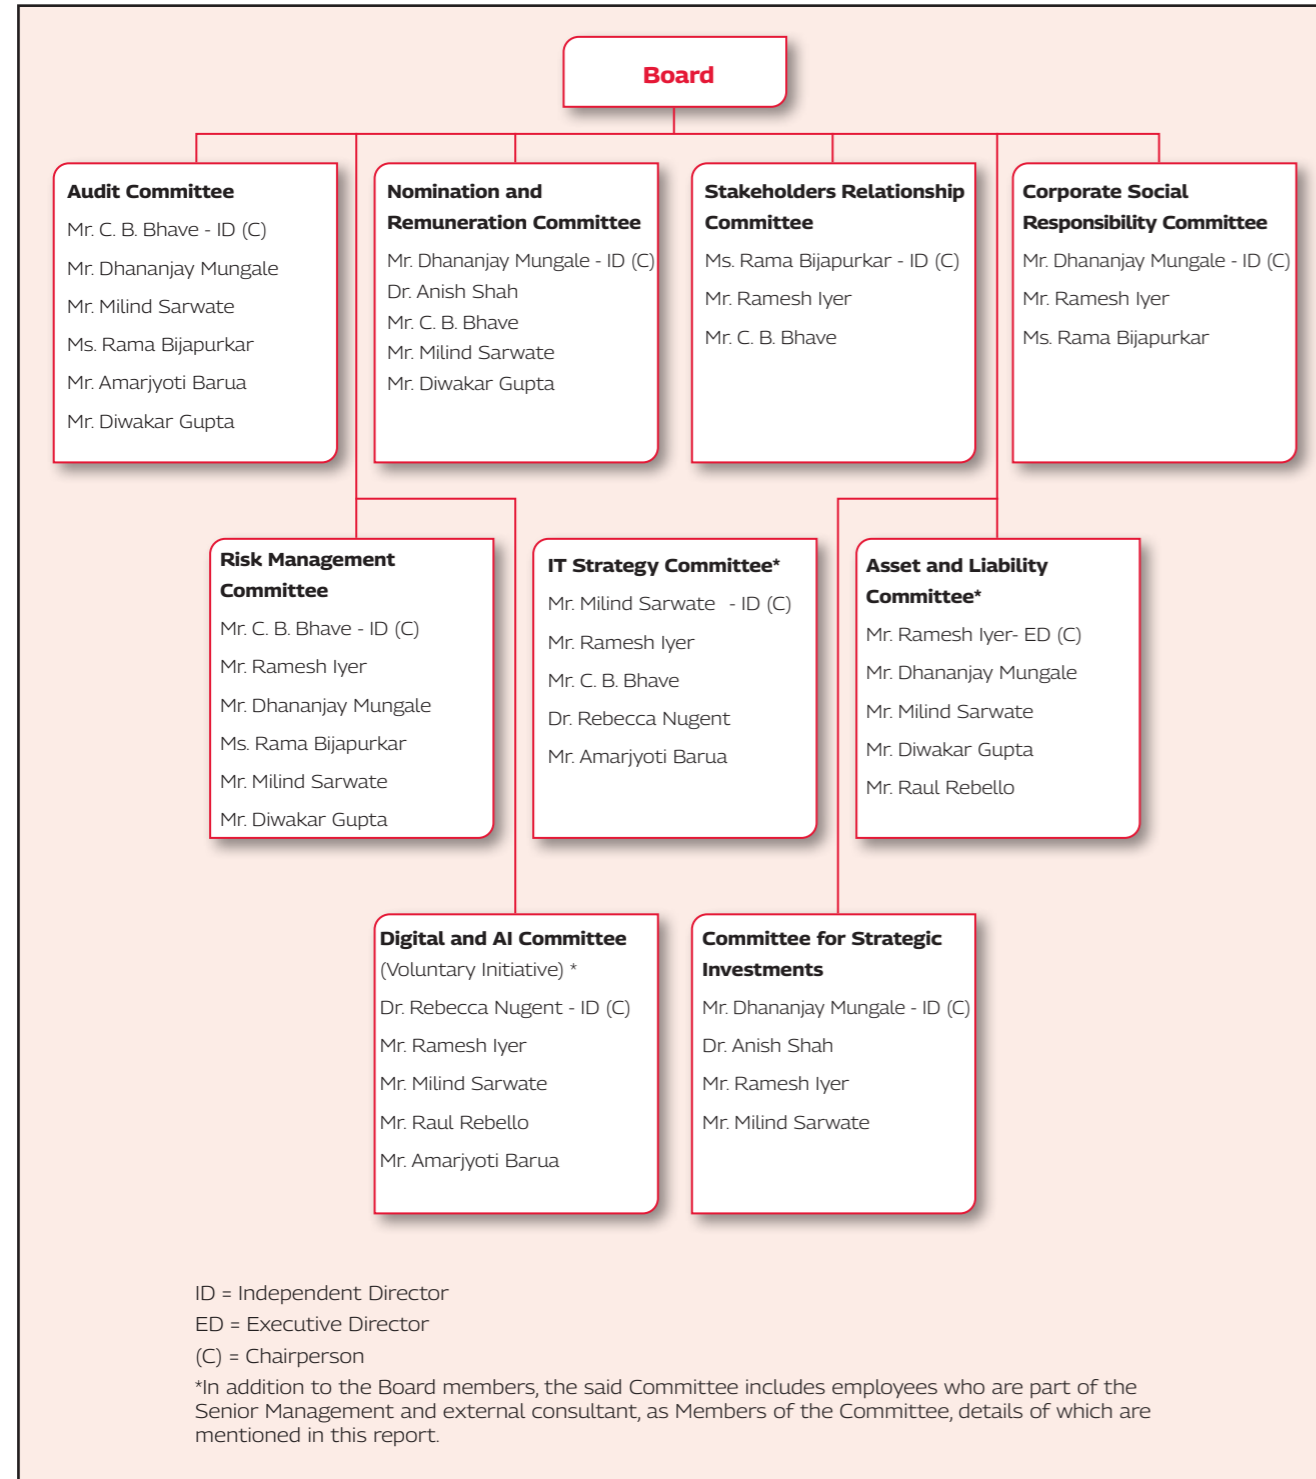 Board
Audit Committee
Mr. C. B. Bhave - ID (C)
Mr. Dhananjay Mungale
Mr. Milind Sarwate
Ms. Rama Bijapurkar
Mr. Amarjyoti Barua
Mr. Diwakar Gupta
Nomination and
Remuneration Committee
Mr. Dhananjay Mungale - ID (C)
Dr. Anish Shah
Mr. C. B. Bhave
Mr. Milind Sarwate
Mr. Diwakar Gupta
Stakeholders Relationship
Committee
Ms. Rama Bijapurkar - ID (C)
Mr. Ramesh Iyer
Mr. C. B. Bhave
Corporate Social
Responsibility Committee
Mr. Dhananjay Mungale - ID (C)
Mr. Ramesh Iyer
Ms. Rama Bijapurkar
Risk Management
Committee
Mr. C. B. Bhave - ID (C)
Mr. Ramesh Iyer
Mr. Dhananjay Mungale
Ms. Rama Bijapurkar
Mr. Milind Sarwate
Mr. Diwakar Gupta
IT Strategy Committee*
Mr. Milind Sarwate - ID (C)
Mr. Ramesh Iyer
Mr. C. B. Bhave
Dr. Rebecca Nugent
Mr. Amarjyoti Barua
Asset and Liability
Committee*
Mr. Ramesh Iyer- ED (C)
Mr. Dhananjay Mungale
Mr. Milind Sarwate
Mr. Diwakar Gupta
Mr. Raul Rebello
Digital and AI Committee
(Voluntary Initiative) *
Dr. Rebecca Nugent - ID (C)
Mr. Ramesh Iyer
Mr. Milind Sarwate
Mr. Raul Rebello
Mr. Amarjyoti Barua
Committee for Strategic
Investments
Mr. Dhananjay Mungale - ID (C)
Dr. Anish Shah
Mr. Ramesh Iyer
Mr. Milind Sarwate
ID = Independent Director
ED = Executive Director
(C) = Chairperson
*In addition to the Board members, the said Committee includes employees who are part of the
Senior Management and external consultant, as Members of the Committee, details of which are
mentioned in this report.